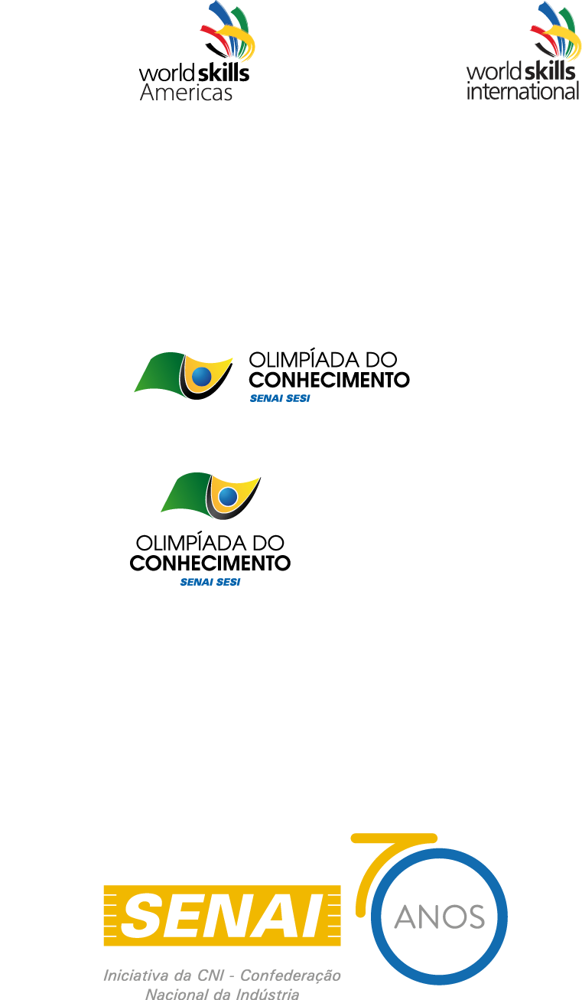 worldskills
Americas
worldskills
international
OLIMPÍADA DO
CONHECIMENTO
SENAI SESI
OLIMPÍADA DO
CONHECIMENTO
SENAI SESI
SENAI
70
ANOS
Iniciativa da CNI - Confederação
Nacional da Indústria